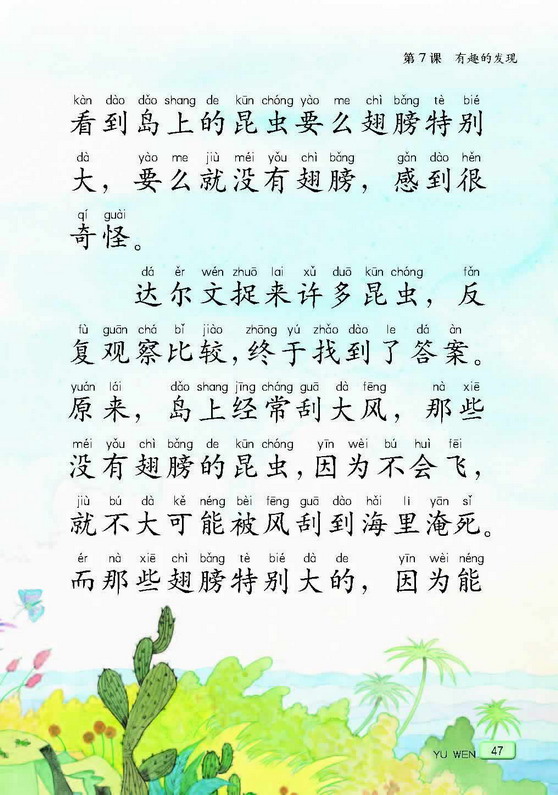 第7课 有趣的发现
kàn dào dǎo shang de kūn chóng yào me chì bǎng tè bié
看到岛上的昆虫要么翅膀特别
dà yào me jiù méi yǒu chì bǎng gǎn dào hěn
大，要么就没有翅膀，感到很
qí guài
奇怪。
dá ěr wén zhuō lai xǔ duō kūn chóng fǎn
达尔文捉来许多昆虫，反
fù guān chá bǐ jiào zhōng yú zhǎo dào le dá àn
复观察比较，终于找到了答案。
yuán lái dǎo shang jīng cháng guā dà fēng nà xiē
原来，岛上经常刮大风，那些
méi yǒu chì bǎng de kūn chóng yīn wèi bú huì fēi
没有翅膀的昆虫，因为不会飞，
jiù bú dà kě néng bèi fēng guā dào hǎi li yān sǐ
就不大可能被风刮到海里淹死。
ér nà xiē chì bǎng tè bié dà de yīn wèi néng
而那些翅膀特别大的，因为能
YU WEN 47